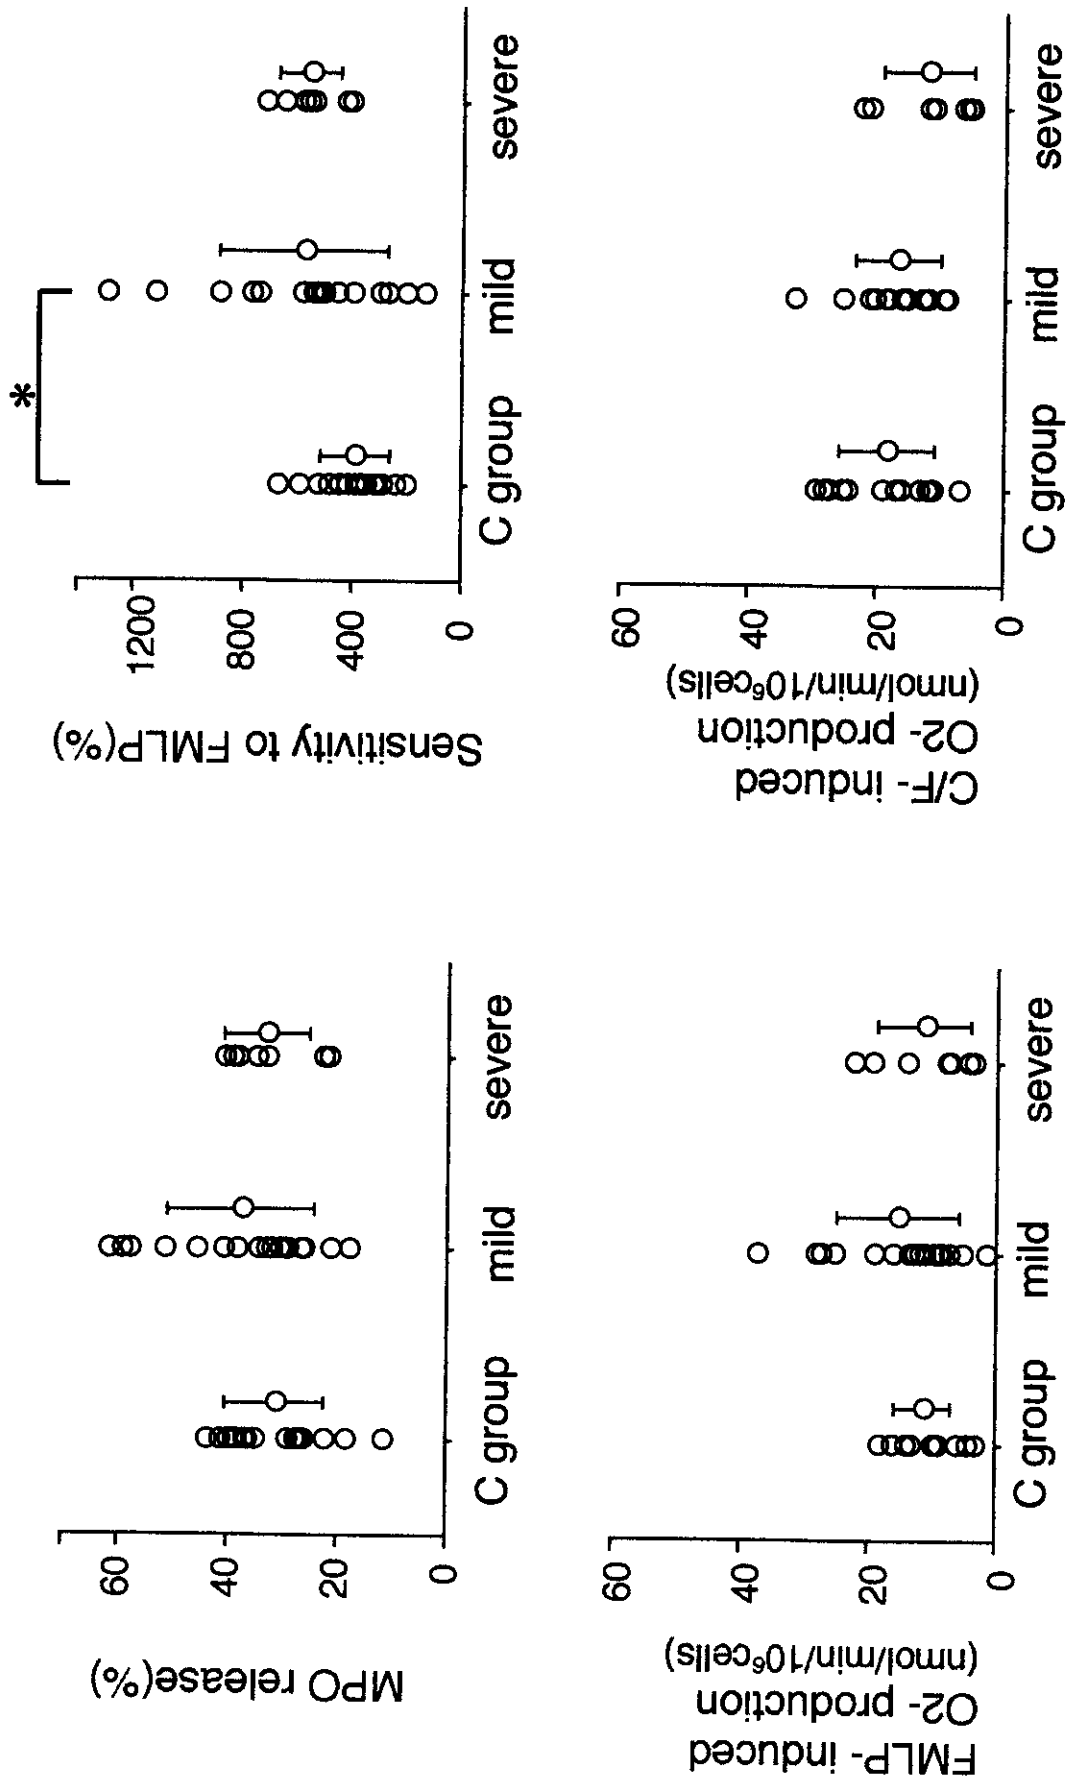 MPO release(%)
60
40
20
0
C group mild severe
*
Sensitivity to FMLP(%)
1200
800
400
0
C group mild severe
FMLP- induced
O2- production
(nmol/min/10⁶cells)
60
40
20
0
C group mild severe
C/F- induced
O2- production
(nmol/min/10⁶cells)
60
40
20
0
C group mild severe